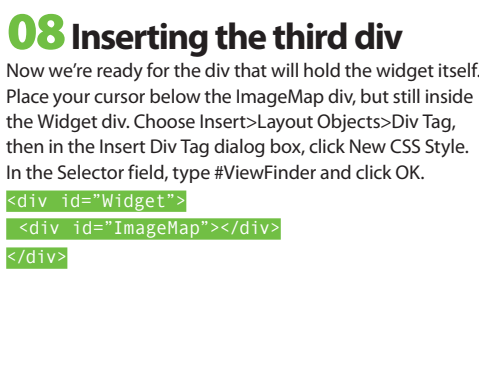 08 Inserting the third div
Now we’re ready for the div that will hold the widget itself.
Place your cursor below the ImageMap div, but still inside
the Widget div. Choose Insert>Layout Objects>Div Tag,
then in the Insert Div Tag dialog box, click New CSS Style.
In the Selector field, type #ViewFinder and click OK.
<div id=”Widget”>
<div id=”ImageMap”></div>
</div>